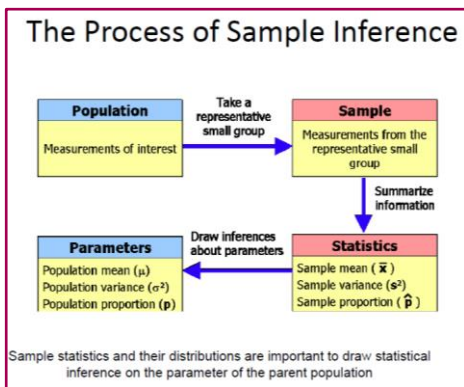 The Process of Sample Inference
Population
Measurements of interest
Take a
representative
small group
Sample
Measurements from the
representative small
group
Summarize
information
Statistics
Sample mean ( x̄ )
Sample variance (s²)
Sample proportion ( p̂ )
Draw inferences
about parameters
Parameters
Population mean (μ)
Population variance (σ²)
Population proportion (p)
Sample statistics and their distributions are important to draw statistical
inference on the parameter of the parent population